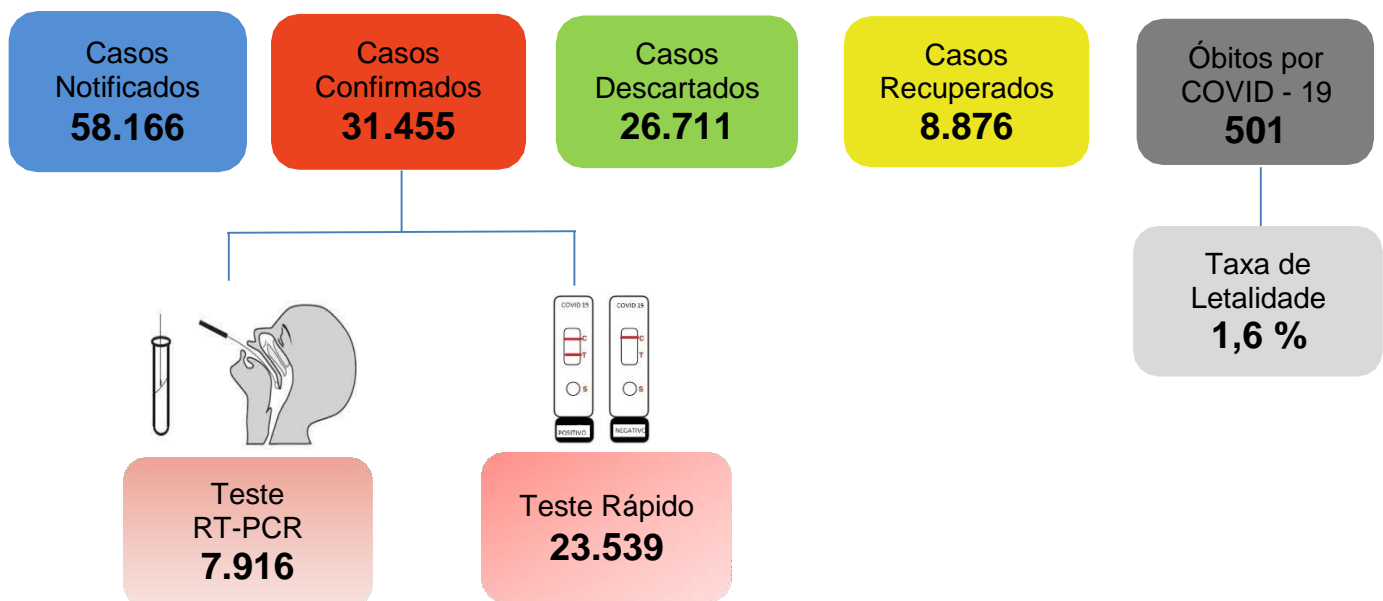 Casos
Notificados
58.166
Casos
Confirmados
31.455
Casos
Descartados
26.711
Casos
Recuperados
8.876
Óbitos por
COVID - 19
501
Taxa de
Letalidade
1,6 %
COVID 19
C
T
S
POSITIVO
COVID 19
C
T
S
NEGATIVO
Teste
RT-PCR
7.916
Teste Rápido
23.539